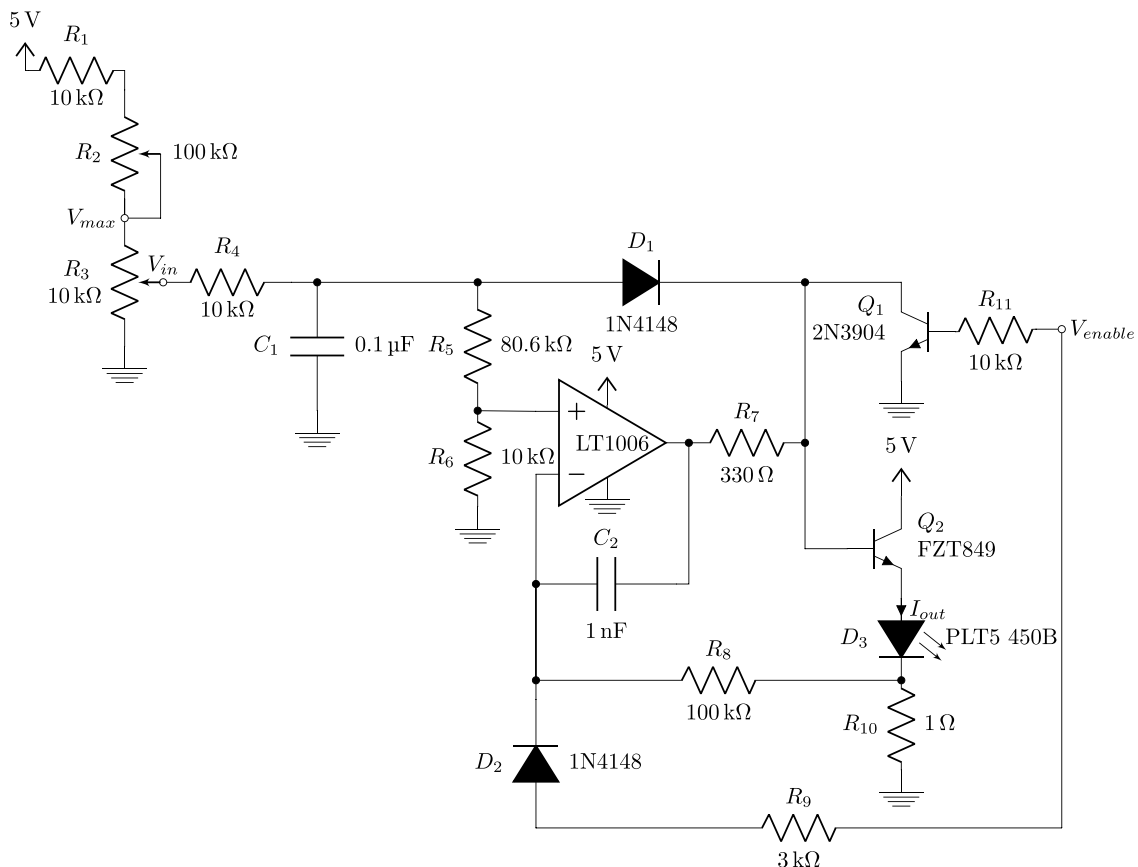 5 V
R1
10 kΩ
R2
100 kΩ
Vmax
R3
10 kΩ
Vin
R4
10 kΩ
C1
0.1 µF
R5
80.6 kΩ
R6
10 kΩ
D1
1N4148
5 V
+
LT1006
−
R7
330 Ω
C2
1 nF
Q1
2N3904
R11
10 kΩ
Venable
5 V
Q2
FZT849
Iout
D3
PLT5 450B
R8
100 kΩ
R10
1 Ω
D2
1N4148
R9
3 kΩ